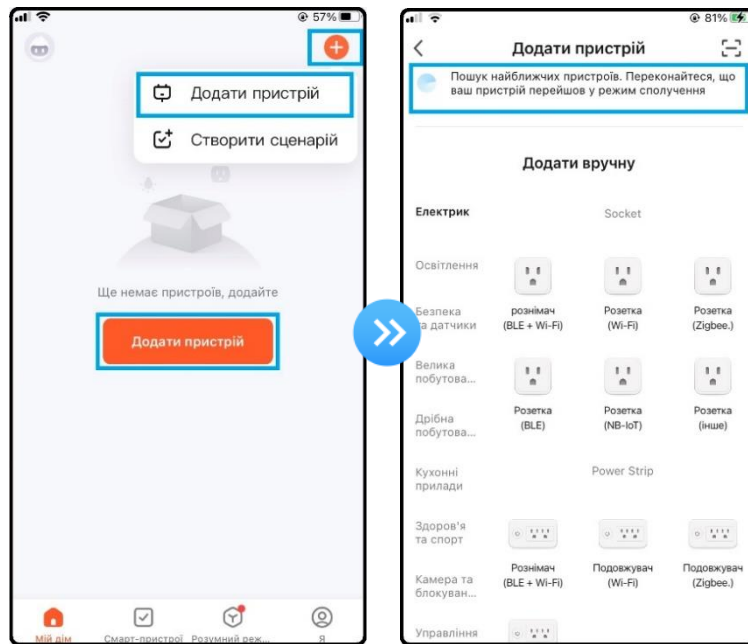 57%
Додати пристрій
Створити сценарій
Ще немає пристроїв, додайте
Додати пристрій
Мій дім
Смарт-пристрої
Розумний реж...
Я
81%
Додати пристрій
Пошук найближчих пристроїв. Переконайтеся, що
ваш пристрій перейшов у режим сполучення
Додати вручну
Електрик
Socket
Освітлення
Безпека
та датчики
рознімач
(BLE + Wi-Fi)
Розетка
(Wi-Fi)
Розетка
(Zigbee.)
Велика
побутова...
Дрібна
побутова...
Розетка
(BLE)
Розетка
(NB-IoT)
Розетка
(інше)
Кухонні
прилади
Power Strip
Здоров'я
та спорт
Камера та
блокуван...
Рознімач
(BLE + Wi-Fi)
Подовжувач
(Wi-Fi)
Подовжувач
(Zigbee.)
Управління